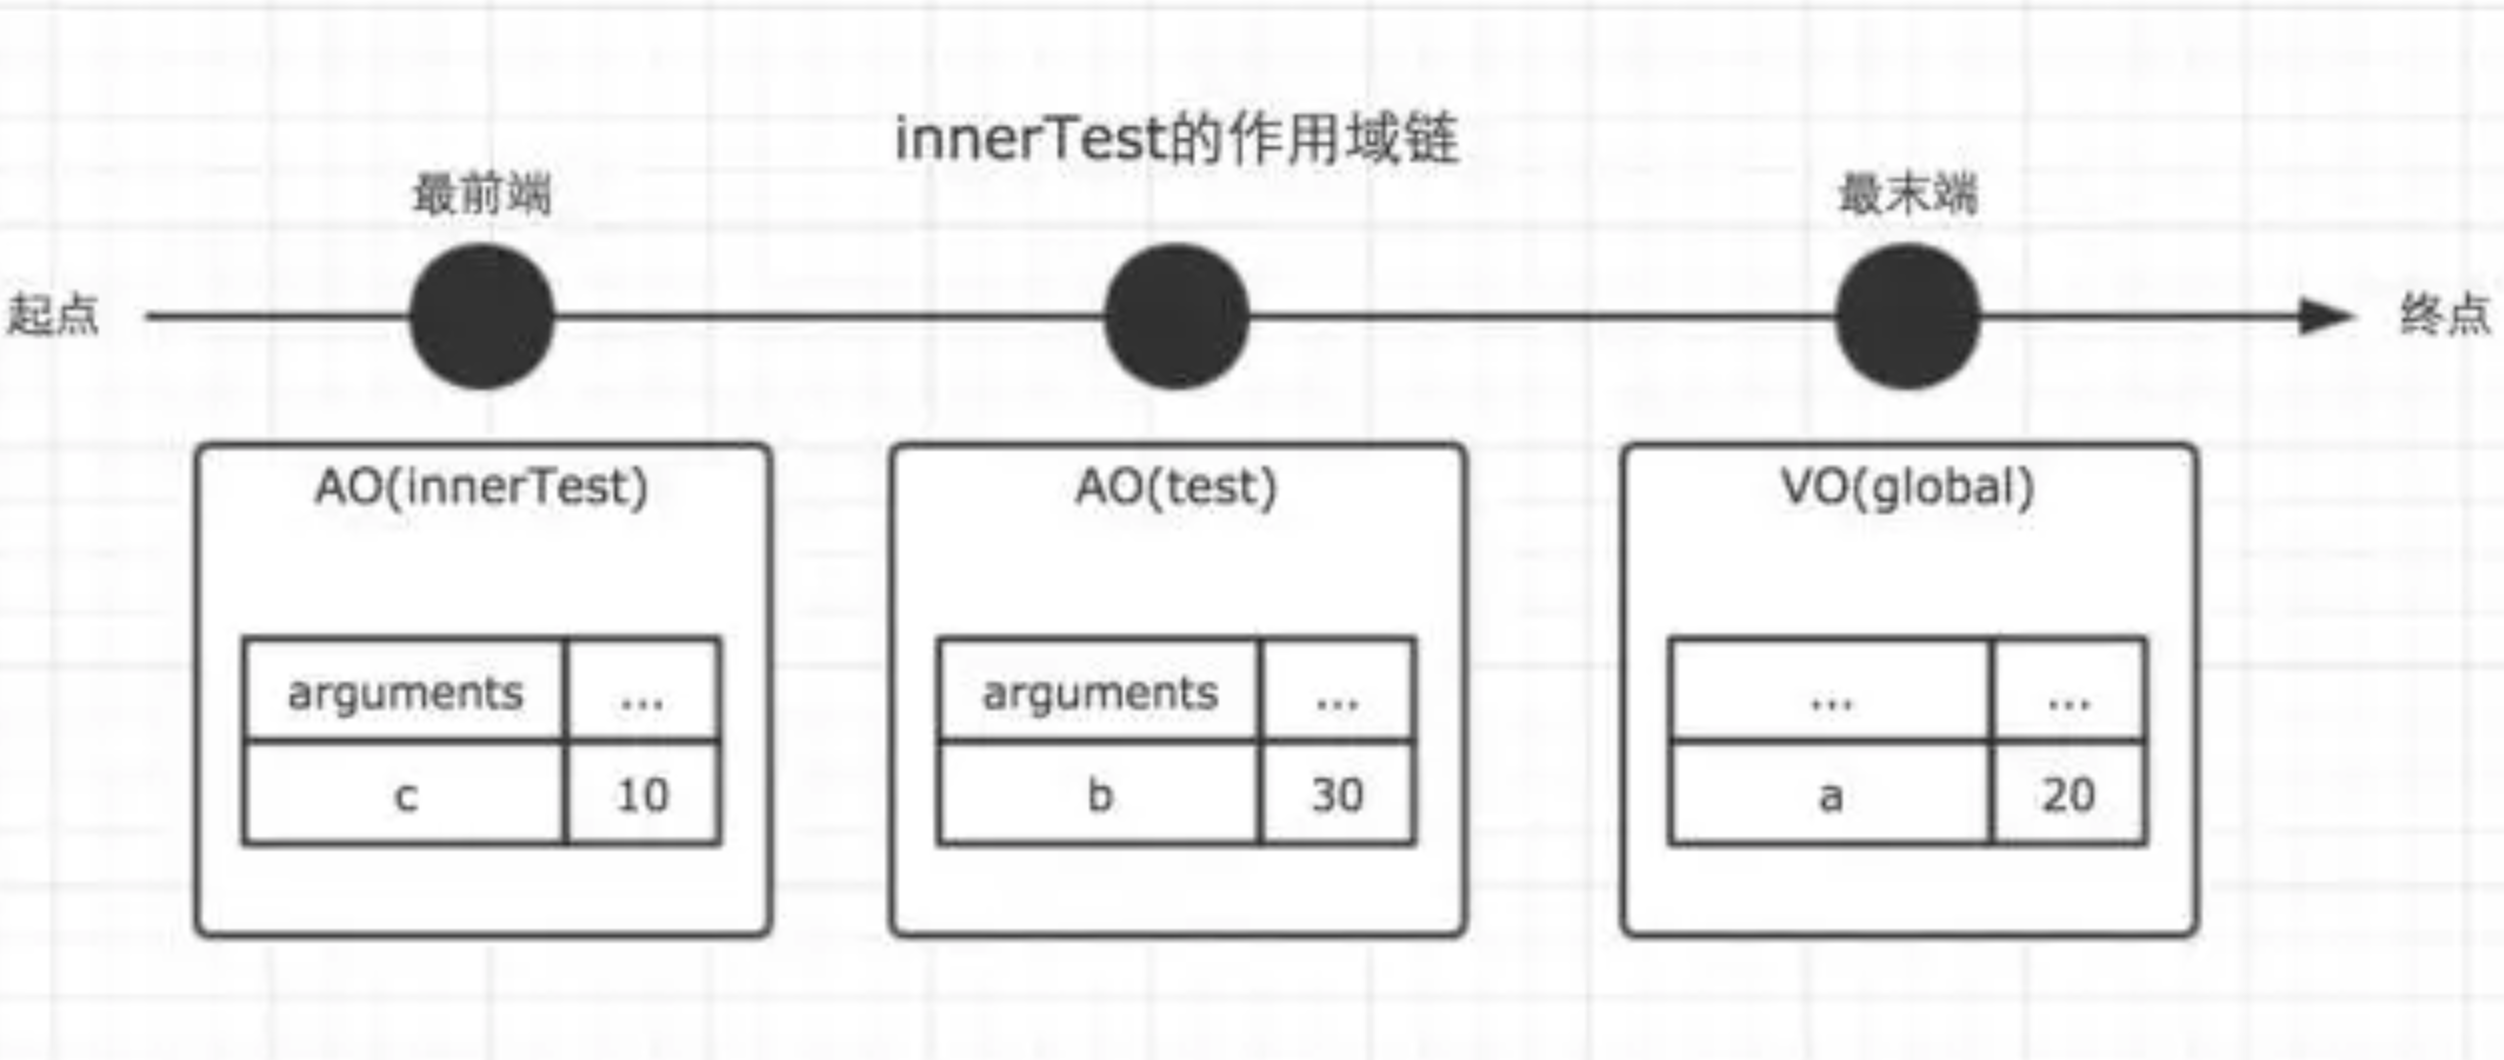 innerTest的作用域链
最前端
最末端
起点
终点
AO(innerTest)
arguments ...
c 10
AO(test)
arguments ...
b 30
VO(global)
... ...
a 20